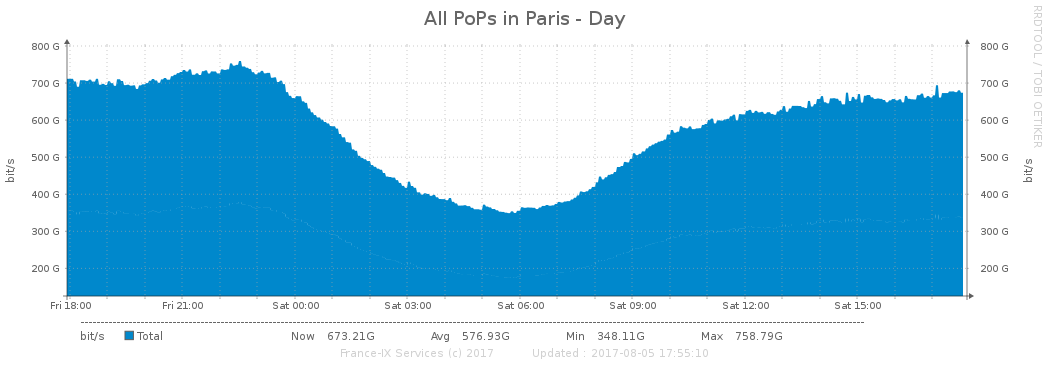 All PoPs in Paris - Day
RRDTOOL / TOBI OETIKER
800 G 800 G
700 G 700 G
600 G 600 G
500 G 500 G
400 G 400 G
300 G 300 G
200 G 200 G
bit/s
bit/s
Fri 18:00 Fri 21:00 Sat 00:00 Sat 03:00 Sat 06:00 Sat 09:00 Sat 12:00 Sat 15:00
bit/s Total Now 673.21G Avg 576.93G Min 348.11G Max 758.79G
France-IX Services (c) 2017 Updated : 2017-08-05 17:55:10